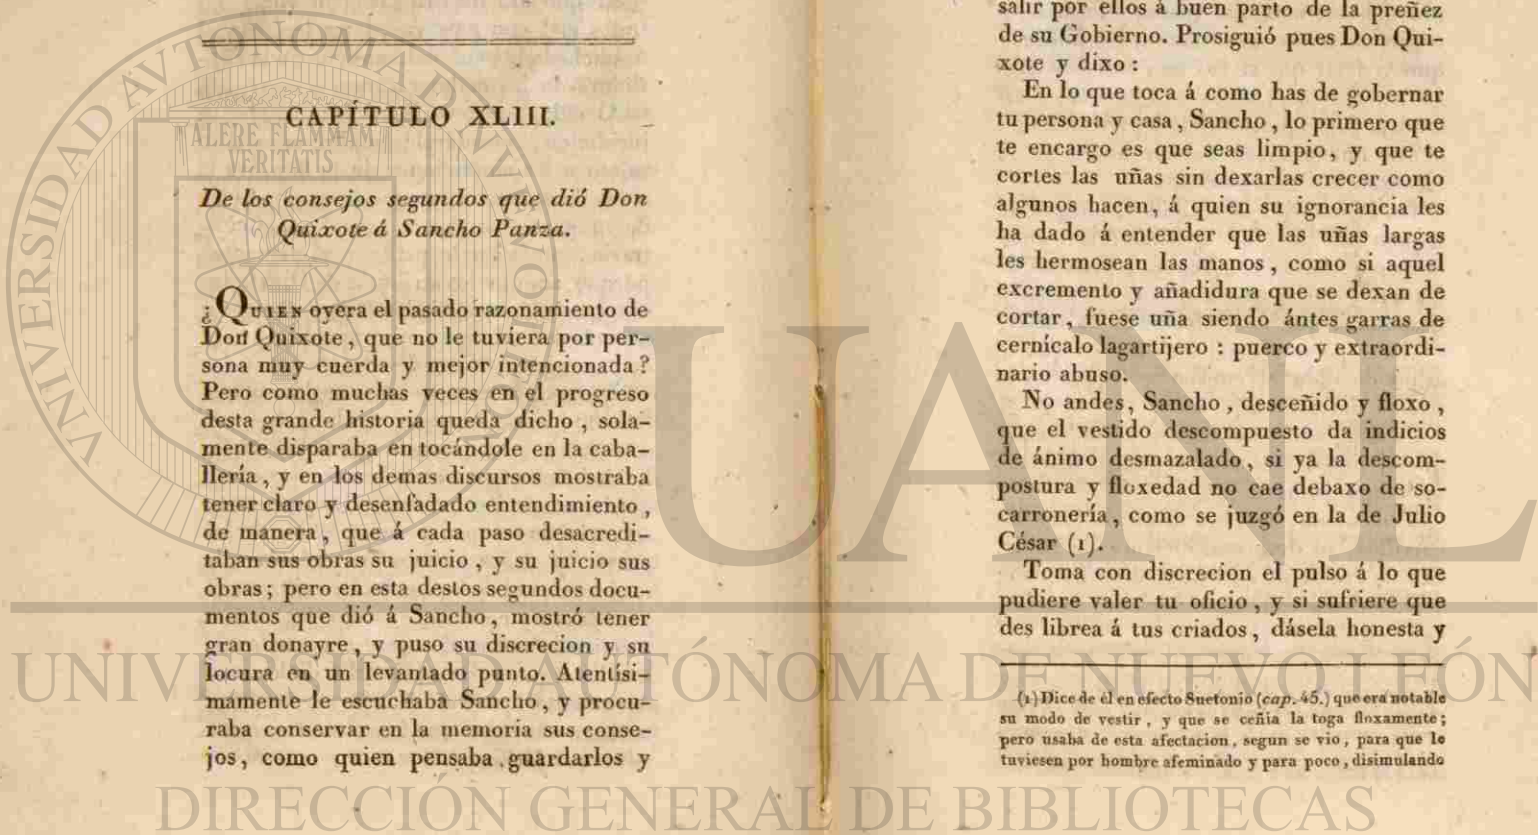 CAPÍTULO XLIII.
De los consejos segundos que dió Don
Quixote á Sancho Panza.
¿QUIEN oyera el pasado razonamiento de
Don Quixote, que no le tuviera por per-
sona muy cuerda y mejor intencionada?
Pero como muchas veces en el progreso
desta grande historia queda dicho, sola-
mente disparaba en tocándole en la caba-
llería, y en los demas discursos mostraba
tener claro y desenfadado entendimiento,
de manera, que á cada paso desacredi-
taban sus obras su juicio, y su juicio sus
obras; pero en esta destos segundos docu-
mentos que dió á Sancho, mostró tener
gran donayre, y puso su discrecion y su
locura en un levantado punto. Atentísi-
mamente le escuchaba Sancho, y procu-
raba conservar en la memoria sus conse-
jos, como quien pensaba guardarlos y
salir por ellos á buen parto de la preñez
de su Gobierno. Prosiguió pues Don Qui-
xote y dixo:
En lo que toca á como has de gobernar
tu persona y casa, Sancho, lo primero que
te encargo es que seas limpio, y que te
cortes las uñas sin dexarlas crecer como
algunos hacen, á quien su ignorancia les
ha dado á entender que las uñas largas
les hermosean las manos, como si aquel
excremento y añadidura que se dexan de
cortar, fuese uña siendo ántes garras de
cernícalo lagartijero: puerco y extraordi-
nario abuso.
No andes, Sancho, desceñido y floxo,
que el vestido descompuesto da indicios
de ánimo desmazalado, si ya la descom-
postura y floxedad no cae debaxo de so-
carronería, como se juzgó en la de Julio
César (1).
Toma con discrecion el pulso á lo que
pudiere valer tu oficio, y si sufriere que
des librea á tus criados, dásela honesta y
(1) Dice de él en efecto Suetonio (cap. 45.) que era notable
su modo de vestir, y que se ceñia la toga floxamente;
pero usaba de esta afectacion, segun se vio, para que le
tuviesen por hombre afeminado y para poco, disimulando
UNIVERSIDAD AUTÓNOMA DE NUEVO LEÓN
ALERE FLAMMAM
VERITATIS
UANL
UNIVERSIDAD AUTÓNOMA DE NUEVO LEÓN
DIRECCIÓN GENERAL DE BIBLIOTECAS